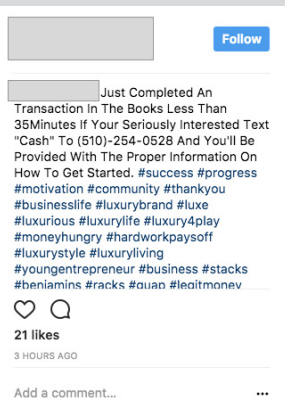 Follow
Just Completed An
Transaction In The Books Less Than
35Minutes If Your Seriously Interested Text
"Cash" To (510)-254-0528 And You'll Be
Provided With The Proper Information On
How To Get Started. #success #progress
#motivation #community #thankyou
#businesslife #luxurybrand #luxe
#luxurious #luxurylife #luxury4play
#moneyhungry #hardworkpaysoff
#luxurystyle #luxuryliving
#youngentrepreneur #business #stacks
#benjamins #racks #guap #legitmoney
21 likes
3 HOURS AGO
Add a comment...